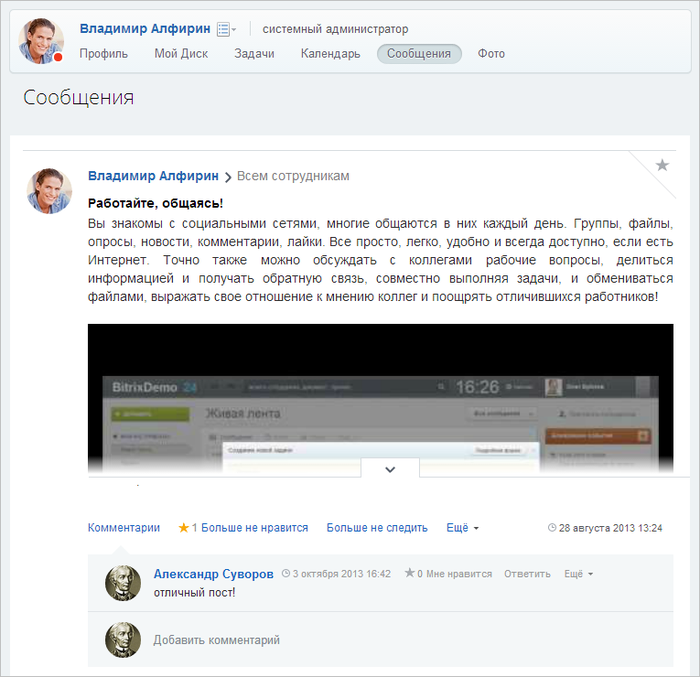 Владимир Алфирин системный администратор
Профиль Мой Диск Задачи Календарь Сообщения Фото
Сообщения
Владимир Алфирин Всем сотрудникам
Работайте, общаясь!
Вы знакомы с социальными сетями, многие общаются в них каждый день. Группы, файлы,
опросы, новости, комментарии, лайки. Все просто, легко, удобно и всегда доступно, если есть
Интернет. Точно также можно обсуждать с коллегами рабочие вопросы, делиться
информацией и получать обратную связь, совместно выполняя задачи, и обмениваться
файлами, выражать свое отношение к мнению коллег и поощрять отличившихся работников!
BitrixDemo 24 16:26
Живая лента Все сообщения
Создание новой задачи
Комментарии 1 Больше не нравится Больше не следить Ещё 28 августа 2013 13:24
Александр Суворов 3 октября 2013 16:42 0 Мне нравится Ответить Ещё
отличный пост!
Добавить комментарий